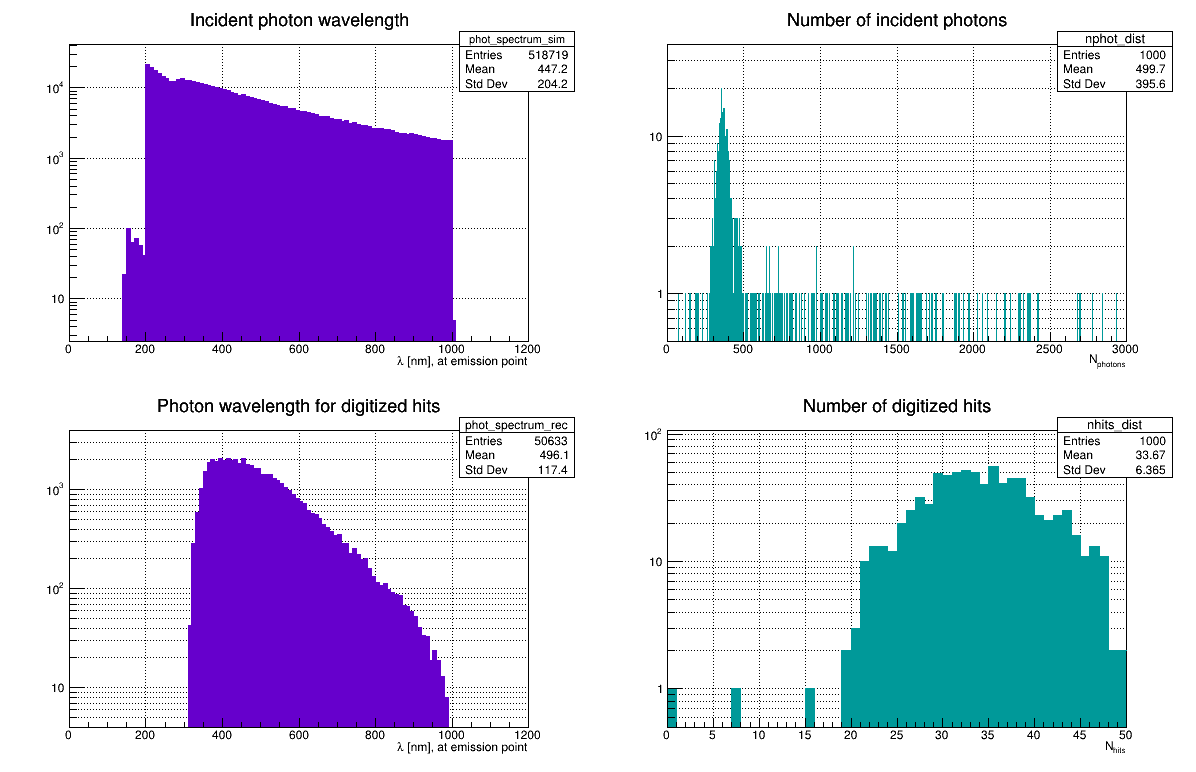 Incident photon wavelength
phot_spectrum_sim
Entries 518719
Mean 447.2
Std Dev 204.2
10^4
10^3
10^2
10
0 200 400 600 800 1000 1200
λ [nm], at emission point
Number of incident photons
nphot_dist
Entries 1000
Mean 499.7
Std Dev 395.6
10
1
0 500 1000 1500 2000 2500 3000
N_photons
Photon wavelength for digitized hits
phot_spectrum_rec
Entries 50633
Mean 496.1
Std Dev 117.4
10^3
10^2
10
0 200 400 600 800 1000 1200
λ [nm], at emission point
Number of digitized hits
nhits_dist
Entries 1000
Mean 33.67
Std Dev 6.365
10^2
10
1
0 5 10 15 20 25 30 35 40 45 50
N_hits